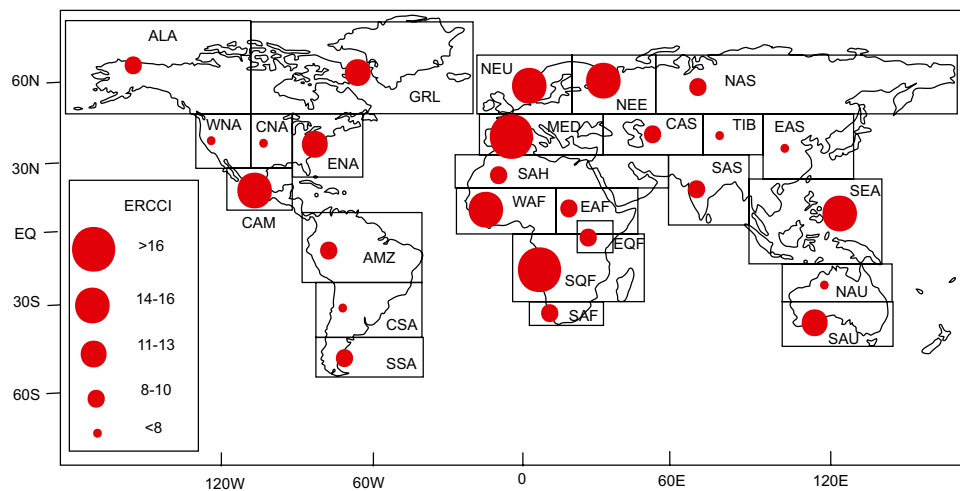 ALA
60N
GRL
NEU
NEE
NAS
WNA
CNA
ENA
MED
CAS
TIB
EAS
30N
SAH
SAS
ERCCI
CAM
WAF
EAF
SEA
EQ
>16
AMZ
EQF
SQF
14-16
NAU
30S
CSA
SAF
11-13
SAU
SSA
8-10
60S
<8
120W
60W
0
60E
120E